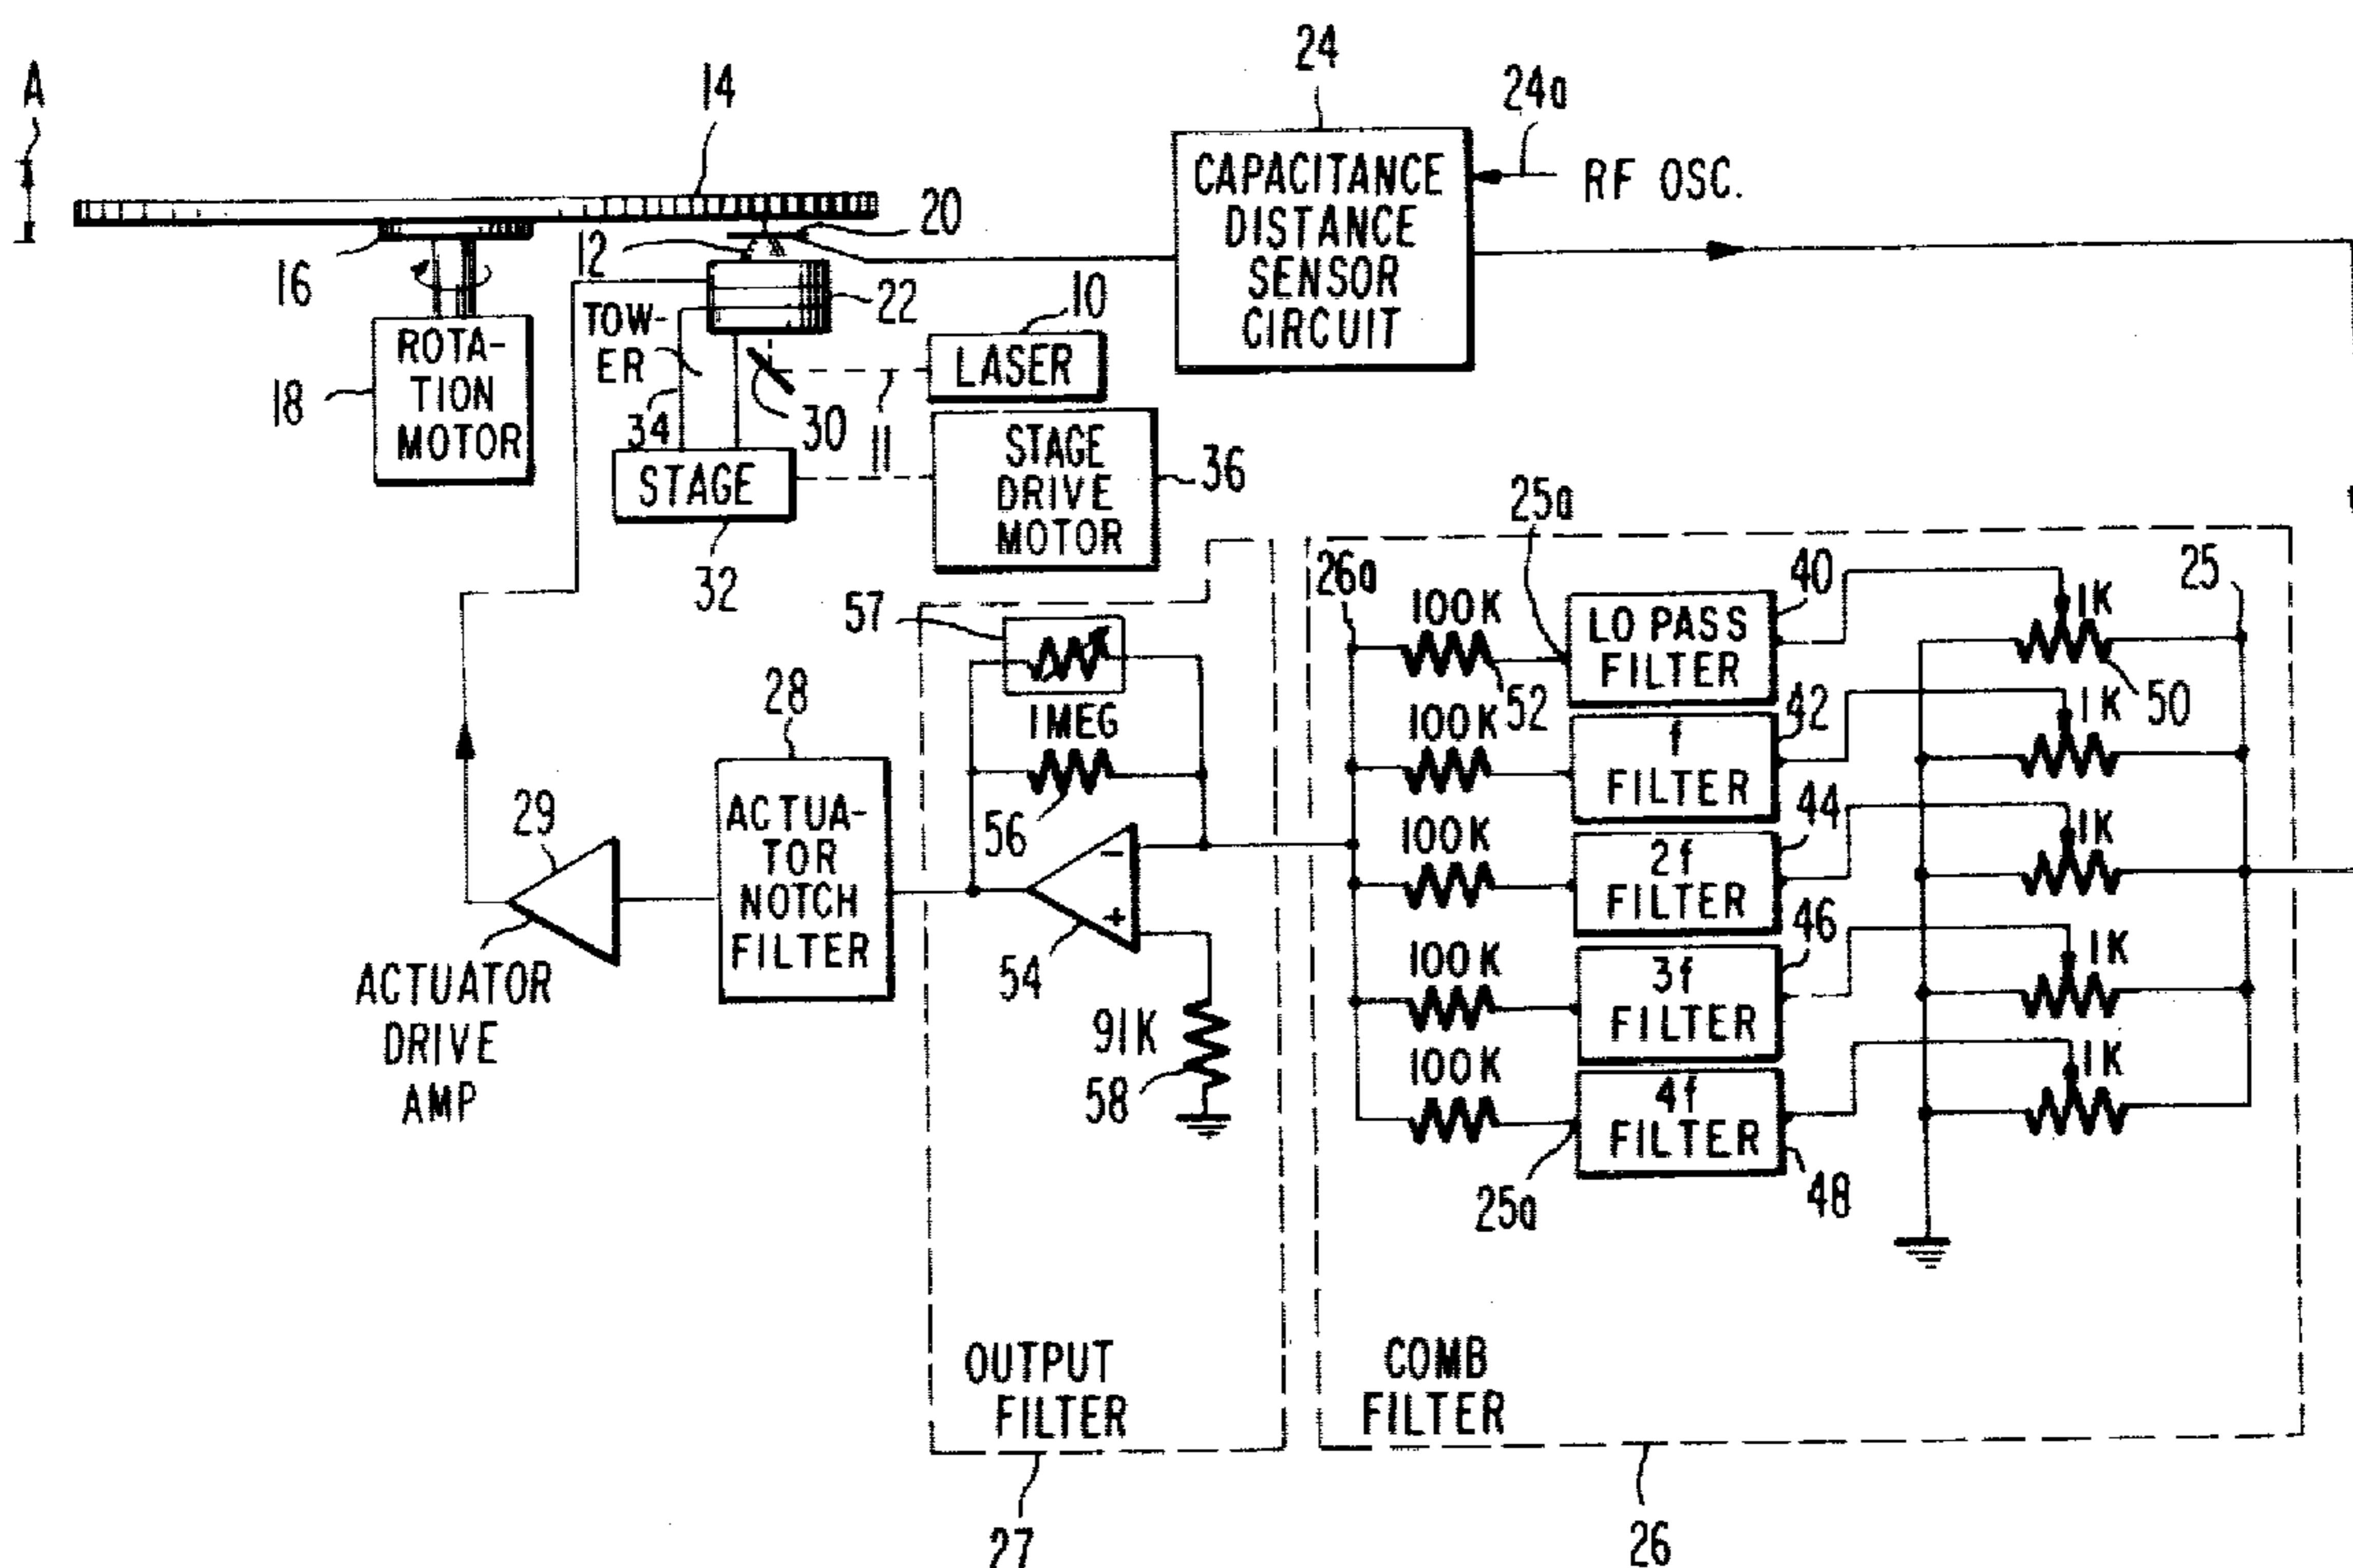 A
14
24
24a
CAPACITANCE
DISTANCE
SENSOR
CIRCUIT
RF OSC.
20
12
16
22
TOW-
ER
10
LASER
ROTA-
TION
MOTOR
18
34
30
11
STAGE
32
STAGE
DRIVE
MOTOR
36
25a
26a
40
25
57
100K
LO PASS
FILTER
1K
52
50
28
1 MEG
100K
f
FILTER
42
1K
29
ACTUA-
TOR
NOTCH
FILTER
56
100K
2f
FILTER
44
1K
-
+
54
100K
3f
FILTER
46
1K
ACTUATOR
DRIVE
AMP
91K
58
100K
4f
FILTER
1K
25a
48
OUTPUT
FILTER
COMB
FILTER
27
26